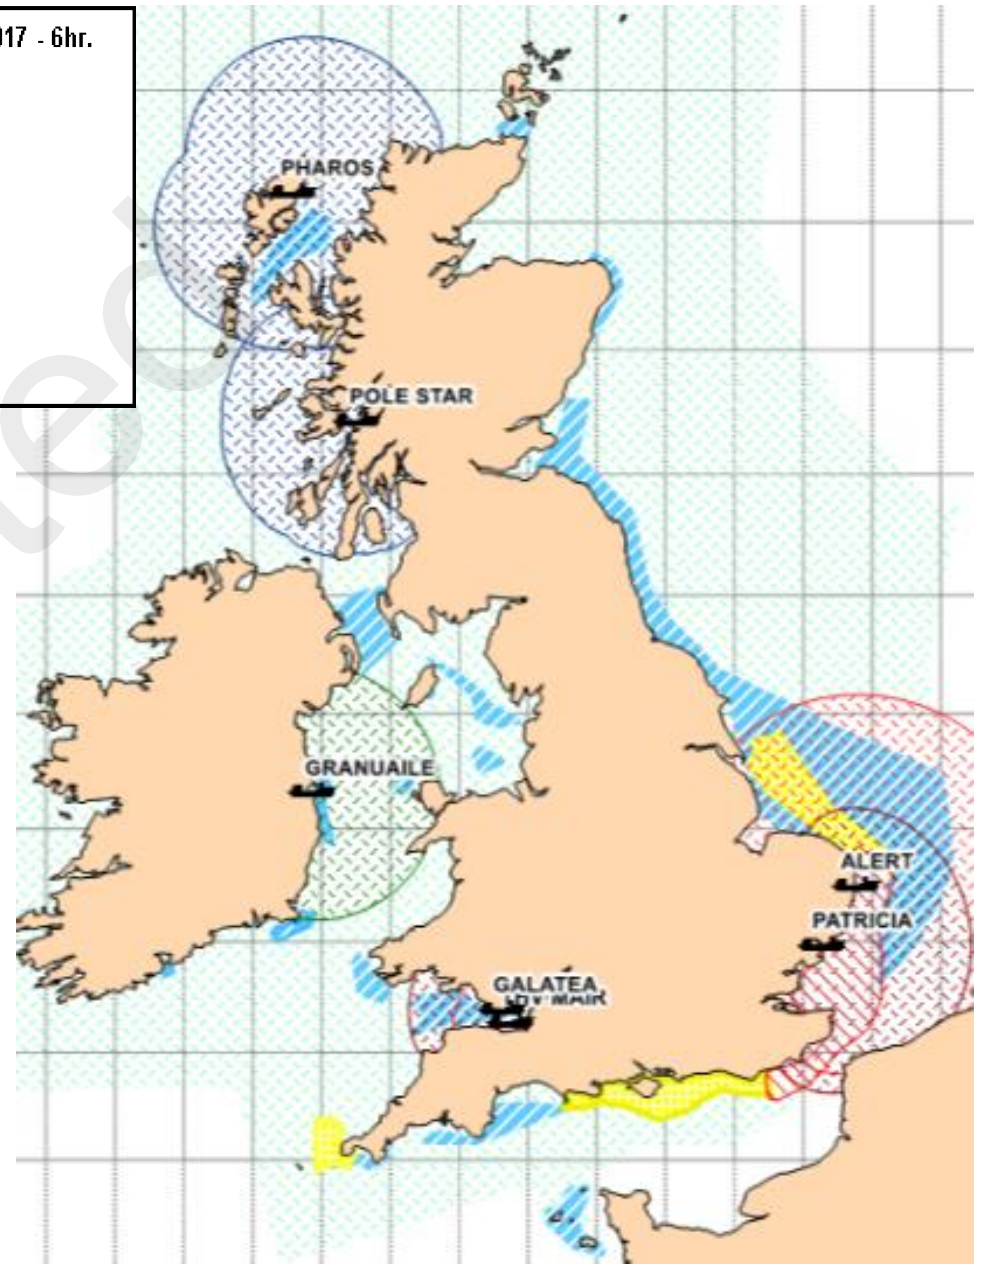 017 - 6hr.
PHAROS
POLE STAR
GRANUAILE
ALERT
PATRICIA
GALATEA